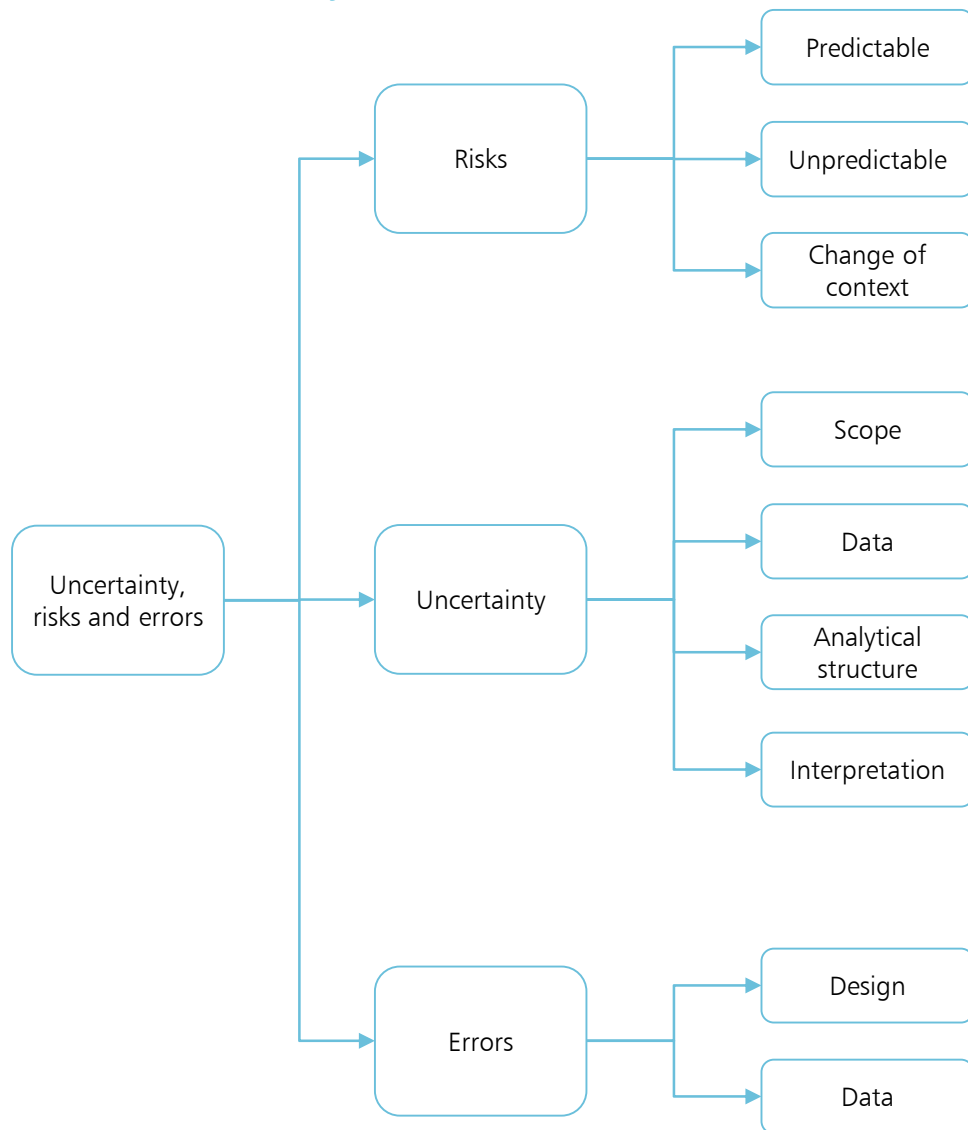 Predictable
Risks
Unpredictable
Change of
context
Scope
Data
Uncertainty,
risks and errors
Uncertainty
Analytical
structure
Interpretation
Design
Errors
Data